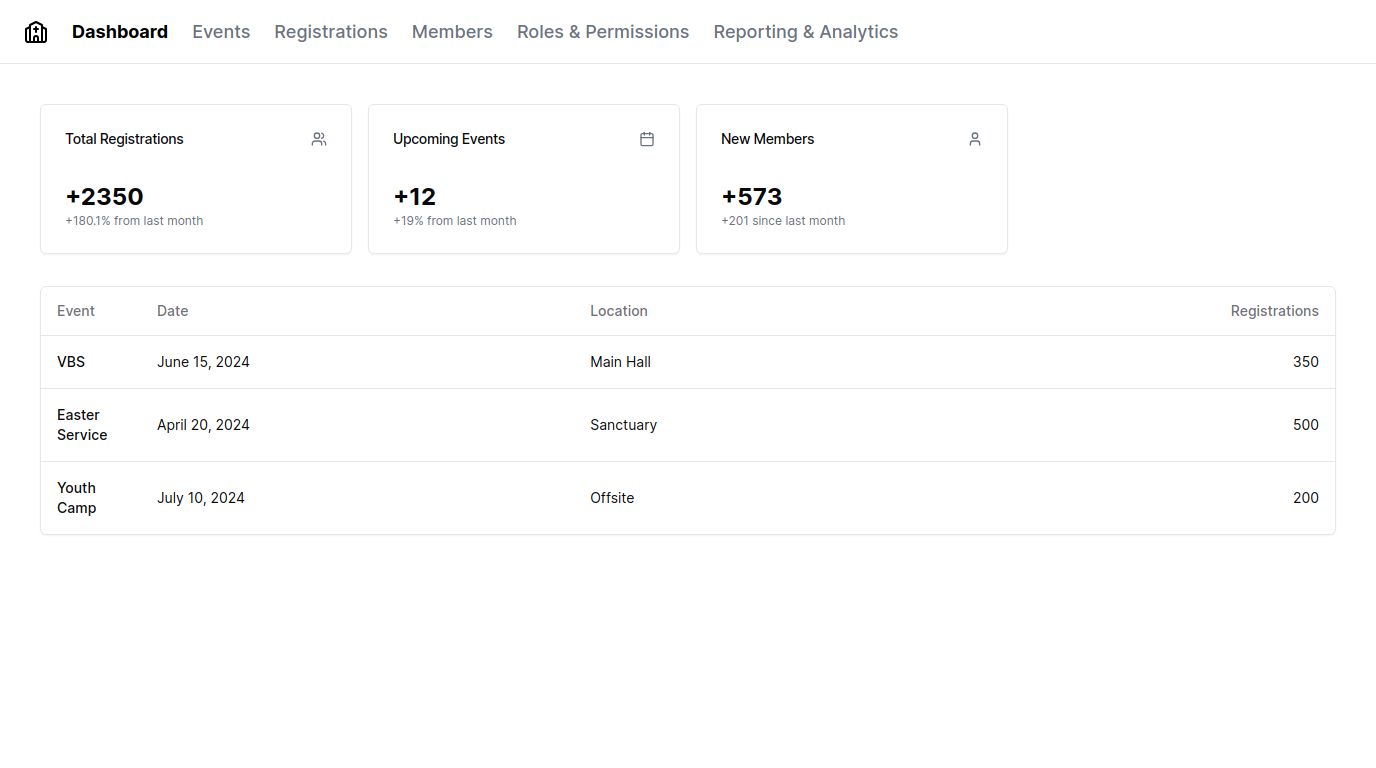 Dashboard Events Registrations Members Roles & Permissions Reporting & Analytics
Total Registrations
+2350
+180.1% from last month
Upcoming Events
+12
+19% from last month
New Members
+573
+201 since last month
Event Date Location Registrations
VBS June 15, 2024 Main Hall 350
Easter
Service
April 20, 2024 Sanctuary 500
Youth
Camp
July 10, 2024 Offsite 200